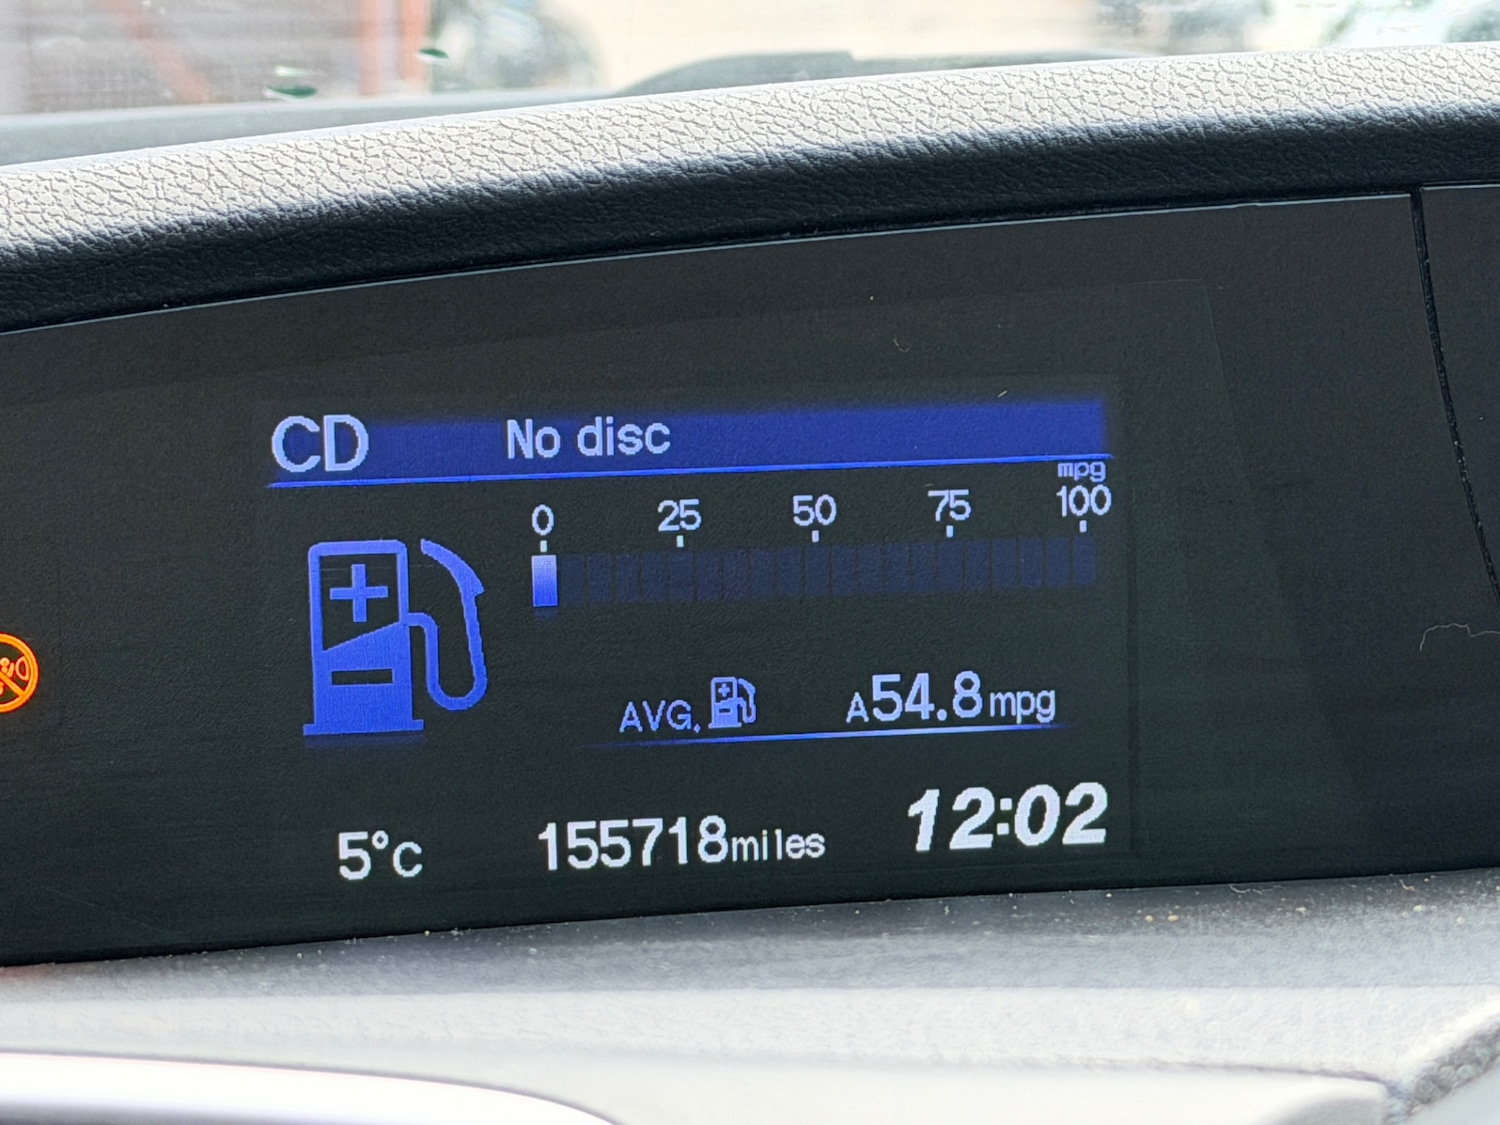 CD No disc
mpg
0 25 50 75 100
AVG. A54.8mpg
5°C 155718miles 12:02